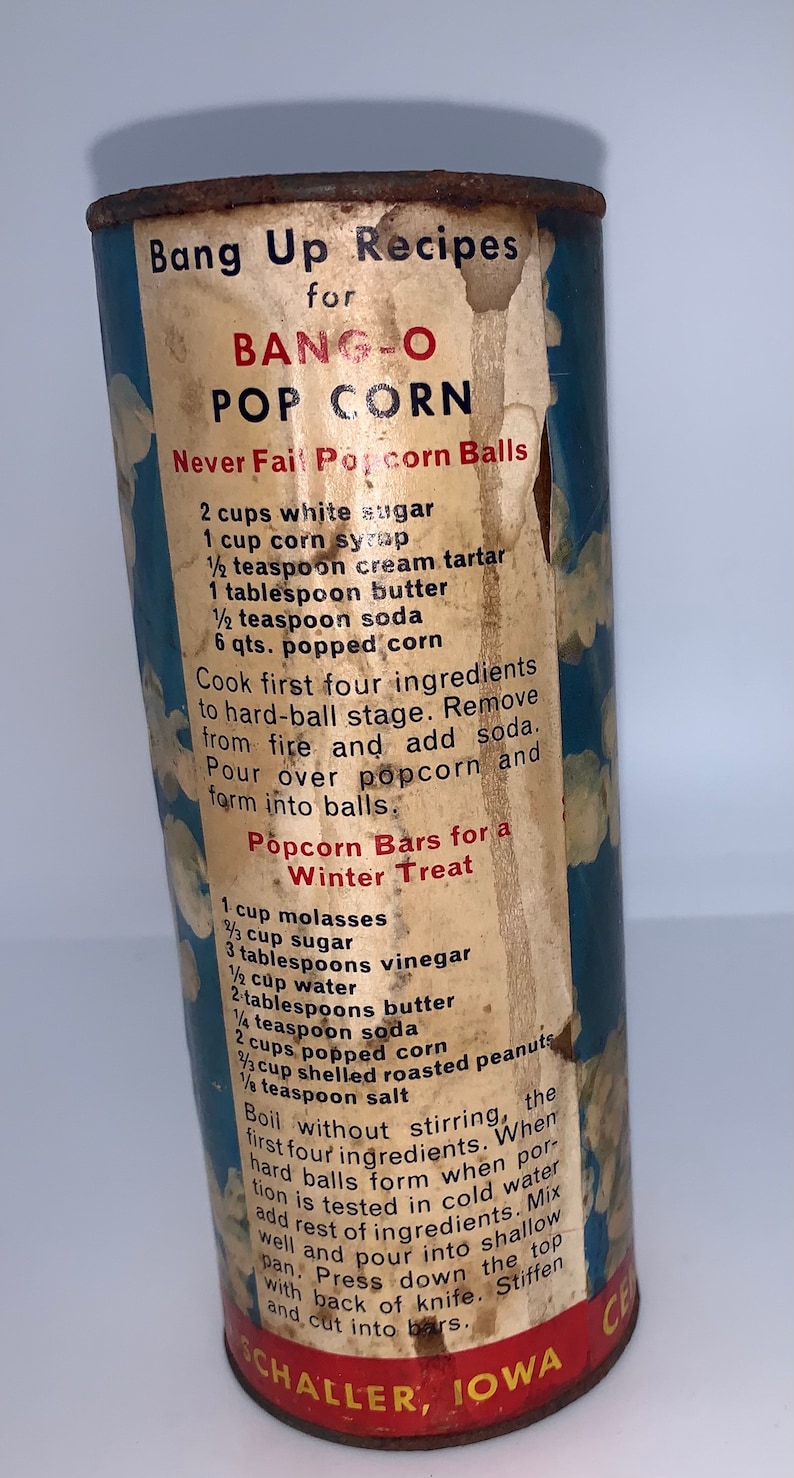 Bang Up Recipes
for
BANG-O
POP CORN
Never Fail Popcorn Balls
2 cups white sugar
1 cup corn syrup
½ teaspoon cream tartar
1 tablespoon butter
½ teaspoon soda
6 qts. popped corn
Cook first four ingredients
to hard-ball stage. Remove
from fire and add soda.
Pour over popcorn and
form into balls.
Popcorn Bars for a
Winter Treat
1 cup molasses
⅔ cup sugar
3 tablespoons vinegar
½ cup water
2 tablespoons butter
¼ teaspoon soda
2 cups popped corn
⅔ cup shelled roasted peanuts
⅛ teaspoon salt
Boil without stirring, the
first four ingredients. When
hard balls form when por-
tion is tested in cold water
add rest of ingredients. Mix
well and pour into shallow
pan. Press down the top
with back of knife. Stiffen
and cut into bars.
SCHALLER, IOWA